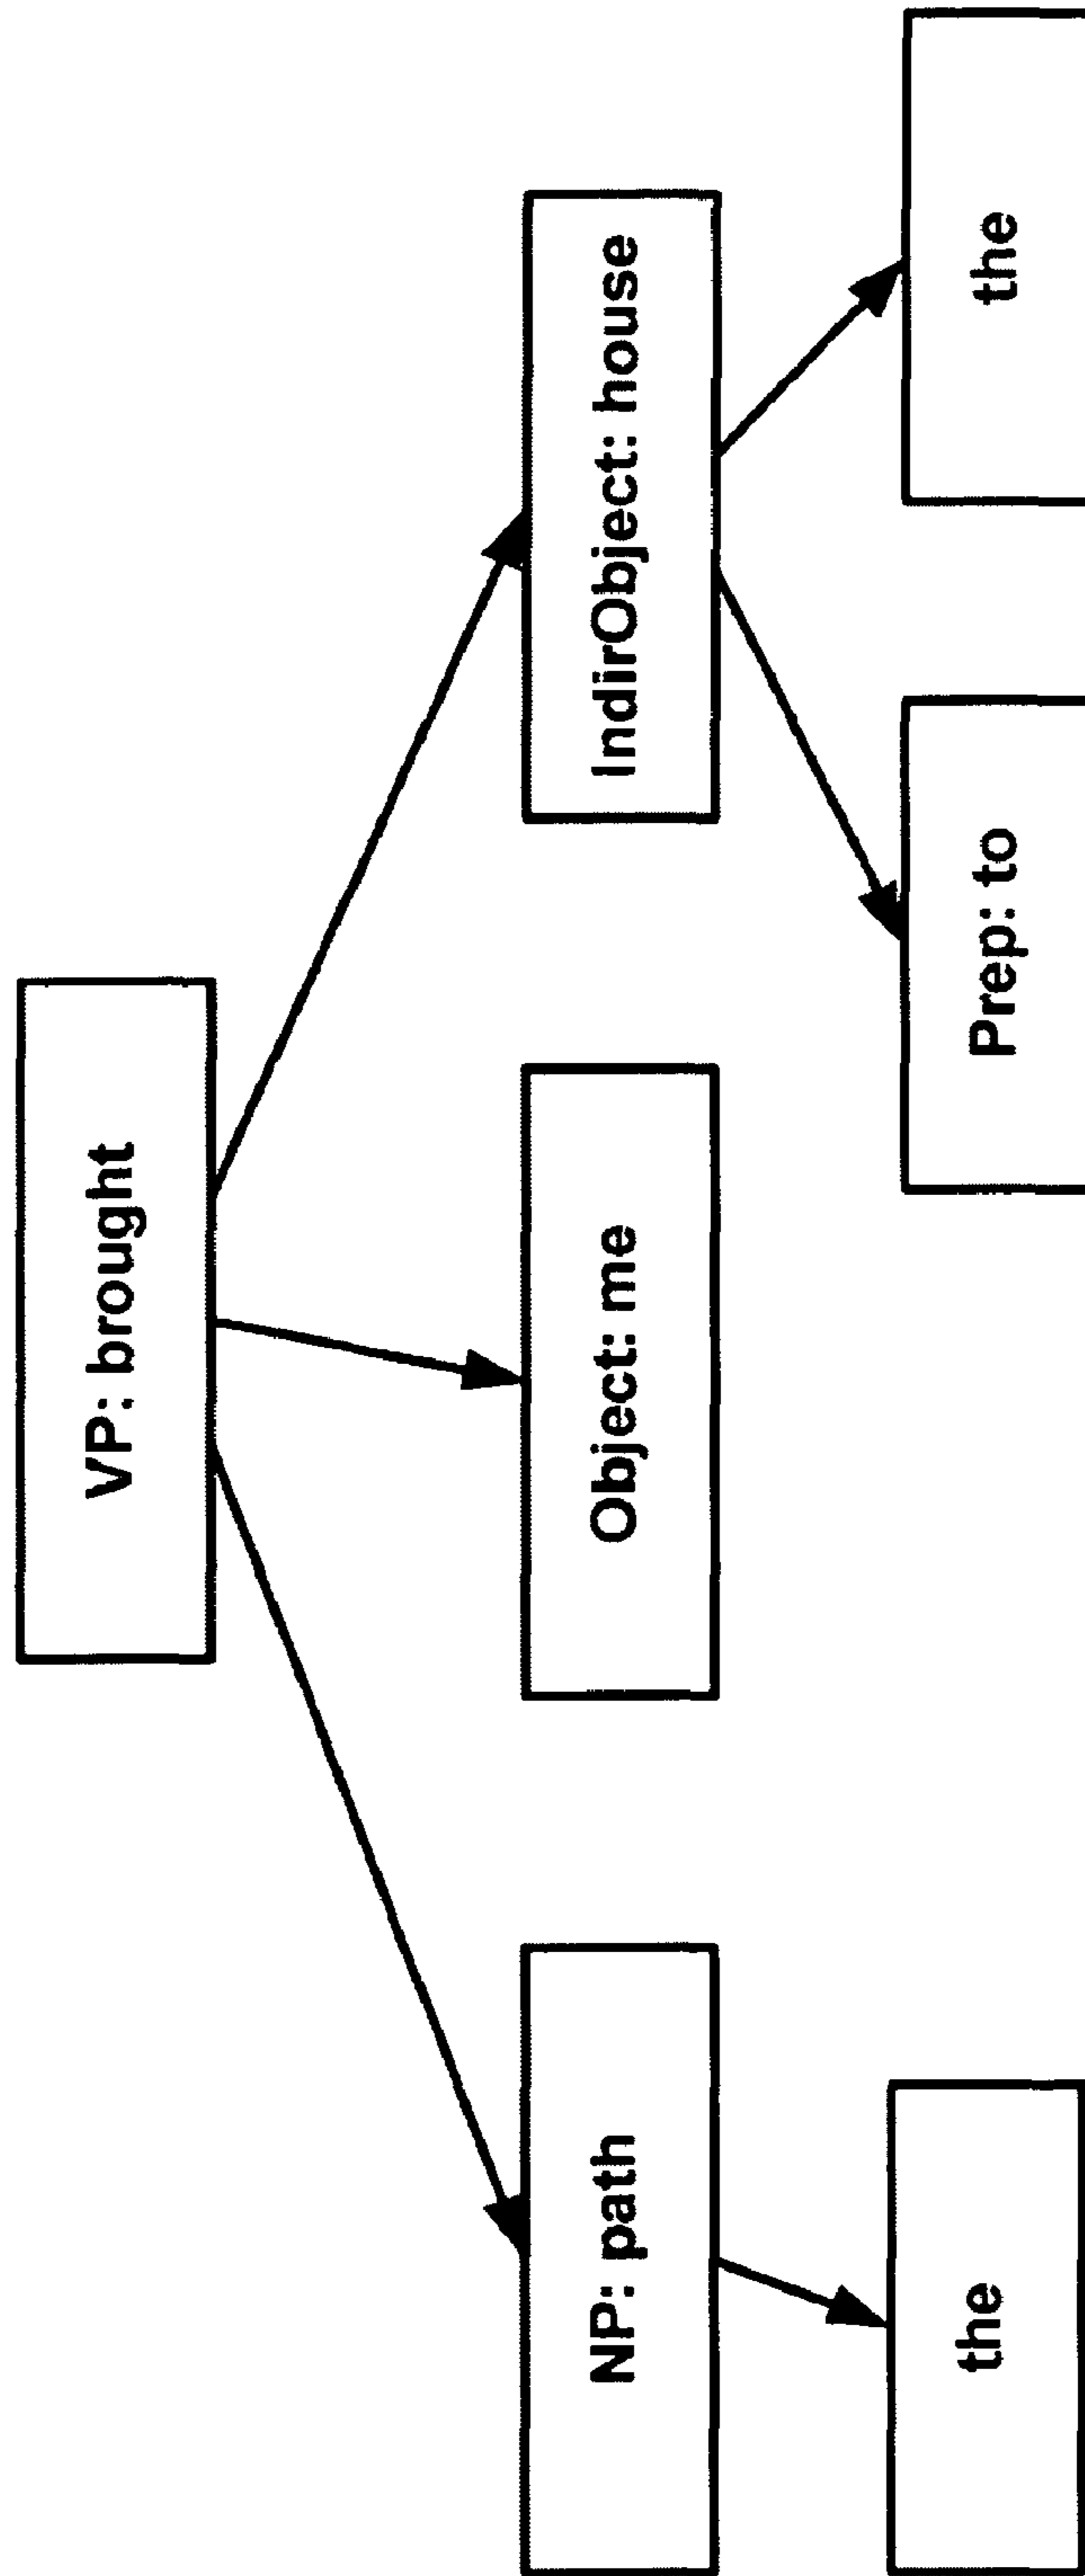 VP: brought
NP: path
Object: me
IndirObject: house
the
Prep: to
the